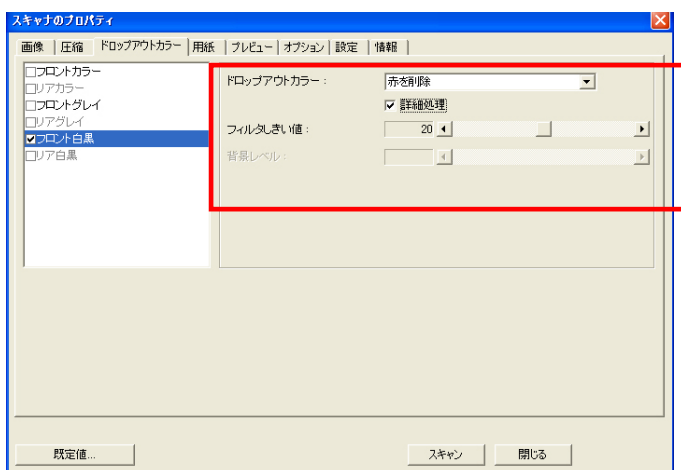 スキャナのプロパティ
画像 圧縮 ドロップアウトカラー 用紙 プレビュー オプション 設定 情報
フロントカラー
リアカラー
フロントグレイ
リアグレイ
フロント白黒
リア白黒
ドロップアウトカラー：
赤を削除
詳細処理
フィルタしきい値：
20
背景レベル：
既定値...
スキャン
閉じる